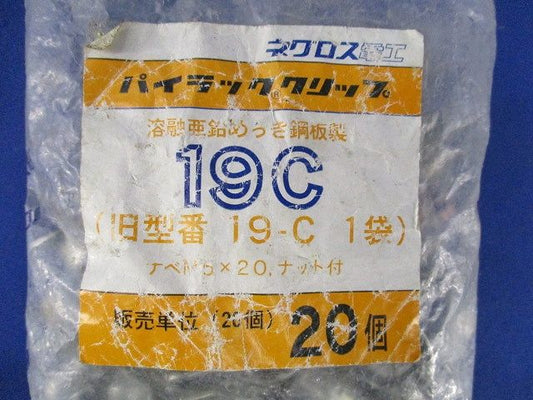 ネグロス電工
パイラッククリップ
溶融亜鉛めっき鋼板製
19C
(旧型番 19-C 1袋)
ナベM5×20,ナット付
販売単位(20個) 20個